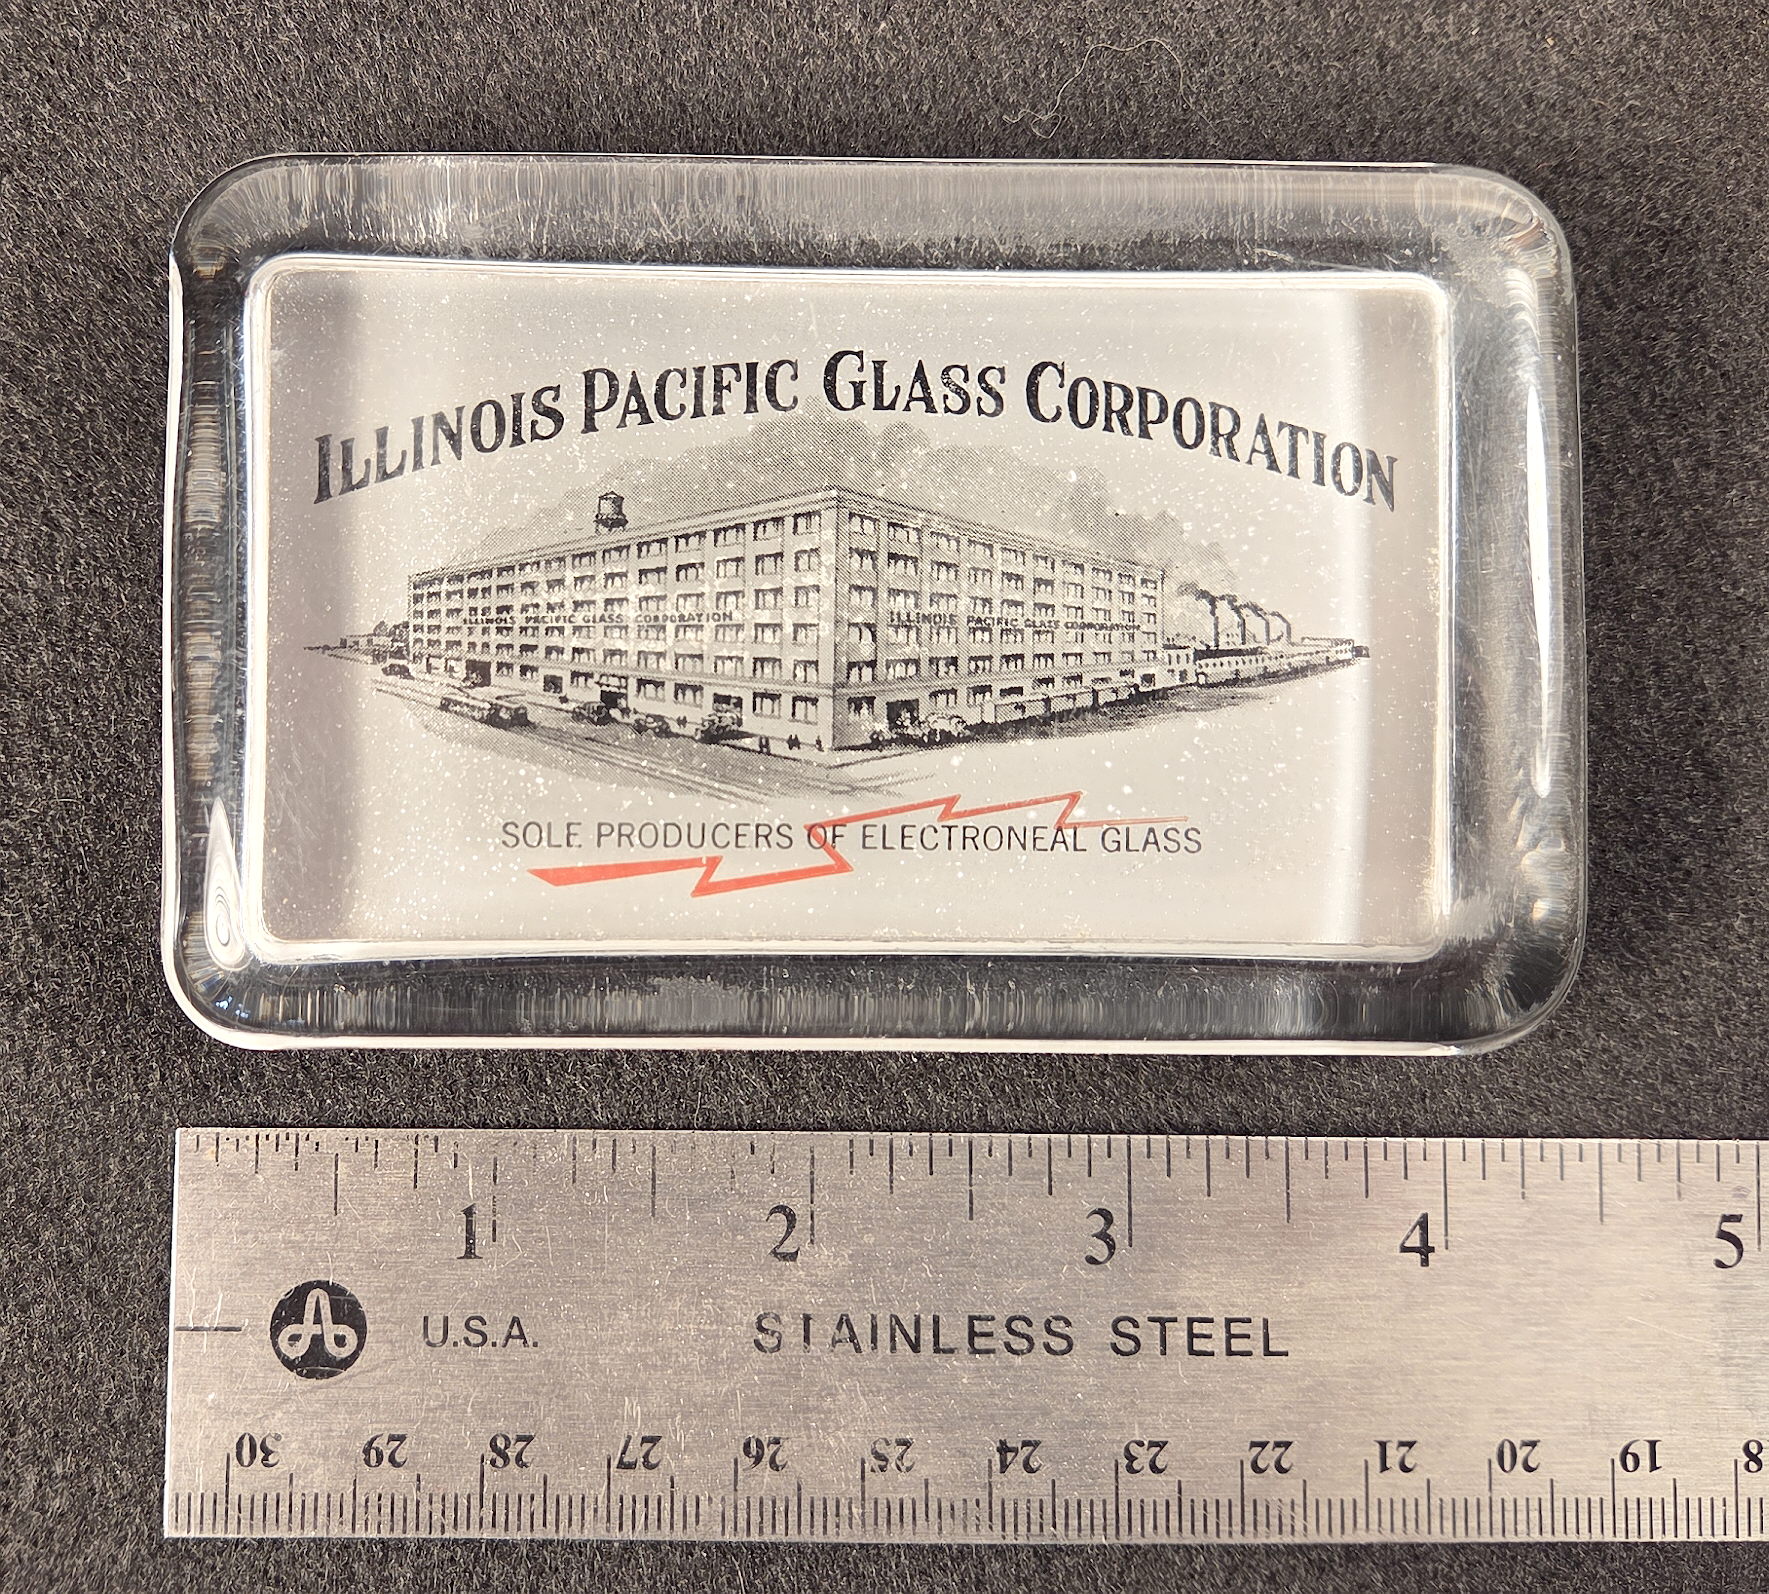 ILLINOIS PACIFIC GLASS CORPORATION
ILLINOIS PACIFIC GLASS CORPORATION ILLINOIS PACIFIC GLASS CORPORATION
SOLE PRODUCERS OF ELECTRONEAL GLASS
1 2 3 4 5
U.S.A. STAINLESS STEEL
30 29 28 27 26 25 24 23 22 21 20 19 8